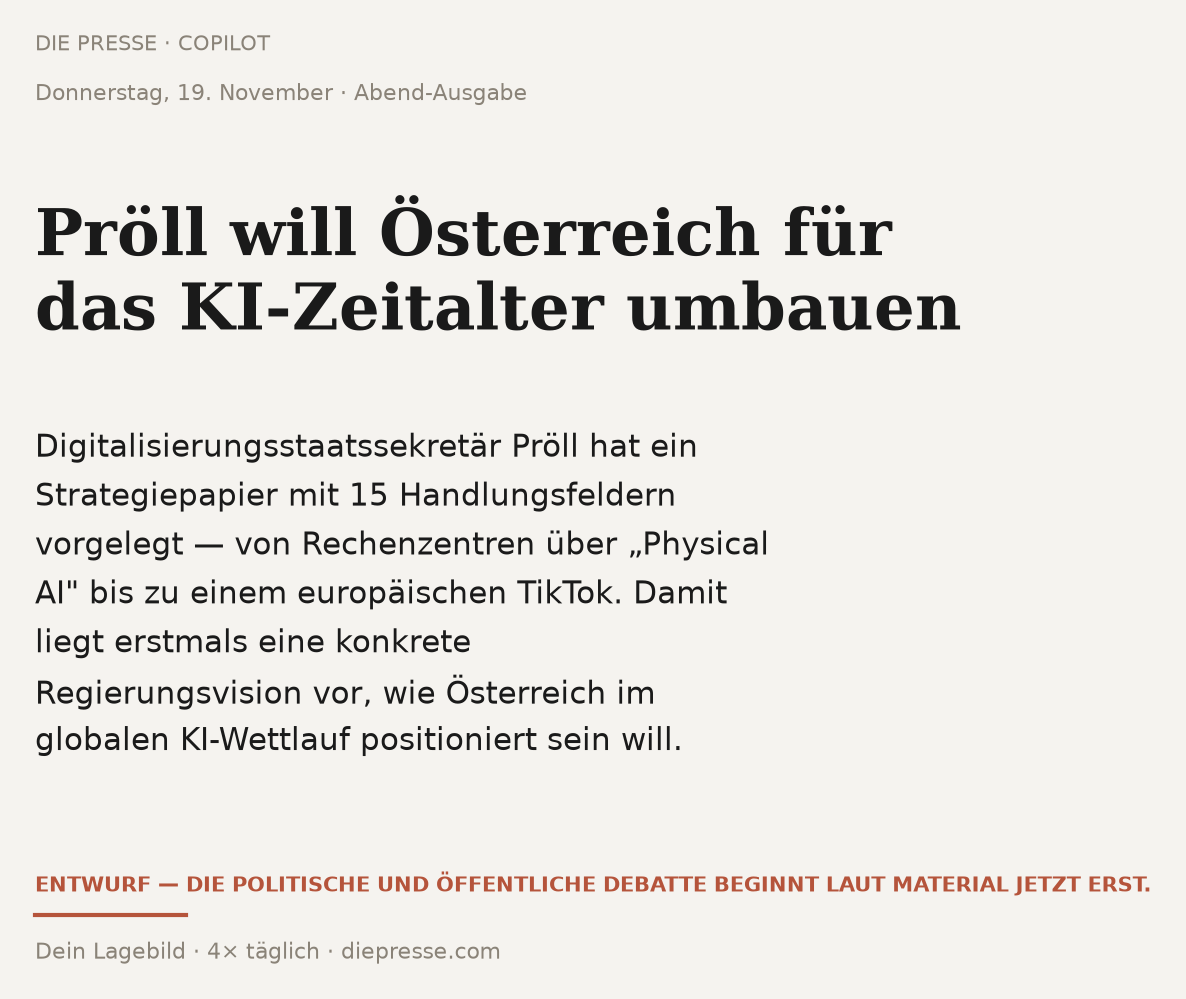 DIE PRESSE · COPILOT
Donnerstag, 19. November · Abend-Ausgabe
Pröll will Österreich für
das KI-Zeitalter umbauen
Digitalisierungsstaatssekretär Pröll hat ein
Strategiepapier mit 15 Handlungsfeldern
vorgelegt — von Rechenzentren über „Physical
AI" bis zu einem europäischen TikTok. Damit
liegt erstmals eine konkrete
Regierungsvision vor, wie Österreich im
globalen KI-Wettlauf positioniert sein will.
ENTWURF — DIE POLITISCHE UND ÖFFENTLICHE DEBATTE BEGINNT LAUT MATERIAL JETZT ERST.
Dein Lagebild · 4× täglich · diepresse.com